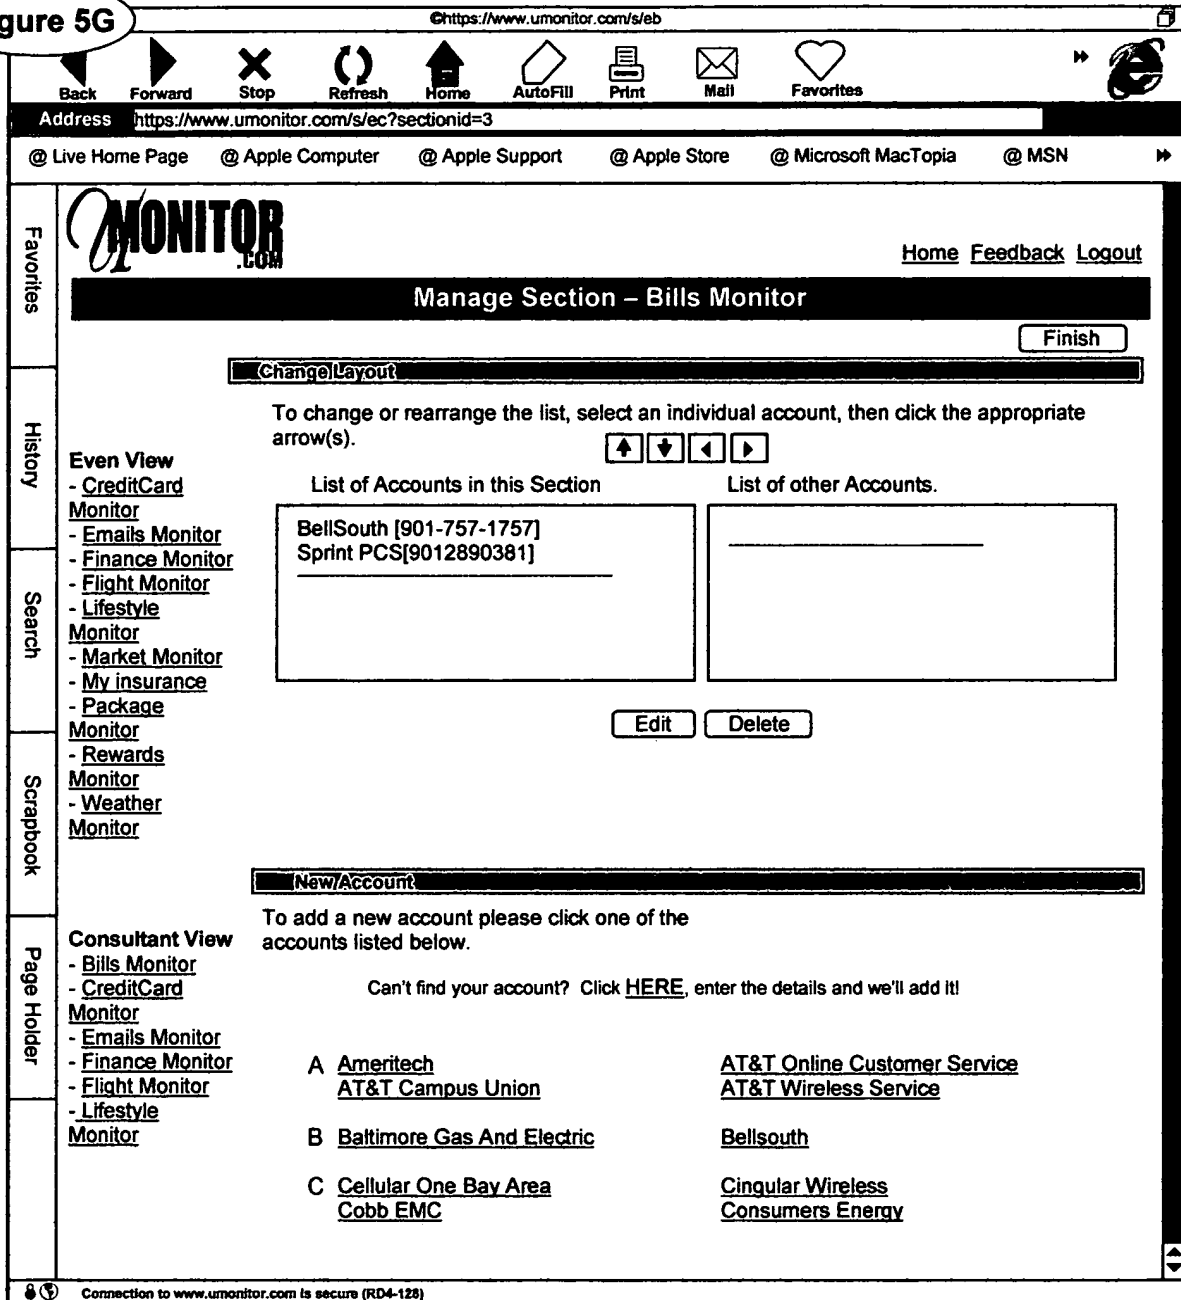 gure 5G
©https://www.umonitor.com/s/eb
Back Forward Stop Refresh Home AutoFill Print Mail Favorites
Address https://www.umonitor.com/s/ec?sectionid=3
@ Live Home Page @ Apple Computer @ Apple Support @ Apple Store @ Microsoft MacTopia @ MSN
Favorites
History
Search
Scrapbook
Page Holder
UMONITOR
.COM
Home Feedback Logout
Manage Section – Bills Monitor
Finish
Change Layout
To change or rearrange the list, select an individual account, then click the appropriate
arrow(s).
List of Accounts in this Section
List of other Accounts.
BellSouth [901-757-1757]
Sprint PCS[9012890381]
Edit Delete
Even View
- CreditCard
Monitor
- Emails Monitor
- Finance Monitor
- Flight Monitor
- Lifestyle
Monitor
- Market Monitor
- My insurance
- Package
Monitor
- Rewards
Monitor
- Weather
Monitor
New Account
To add a new account please click one of the
accounts listed below.
Can't find your account? Click HERE, enter the details and we'll add it!
Consultant View
- Bills Monitor
- CreditCard
Monitor
- Emails Monitor
- Finance Monitor
- Flight Monitor
- Lifestyle
Monitor
A Ameritech AT&T Online Customer Service
AT&T Campus Union AT&T Wireless Service
B Baltimore Gas And Electric Bellsouth
C Cellular One Bay Area Cingular Wireless
Cobb EMC Consumers Energy
Connection to www.umonitor.com is secure (RD4-128)